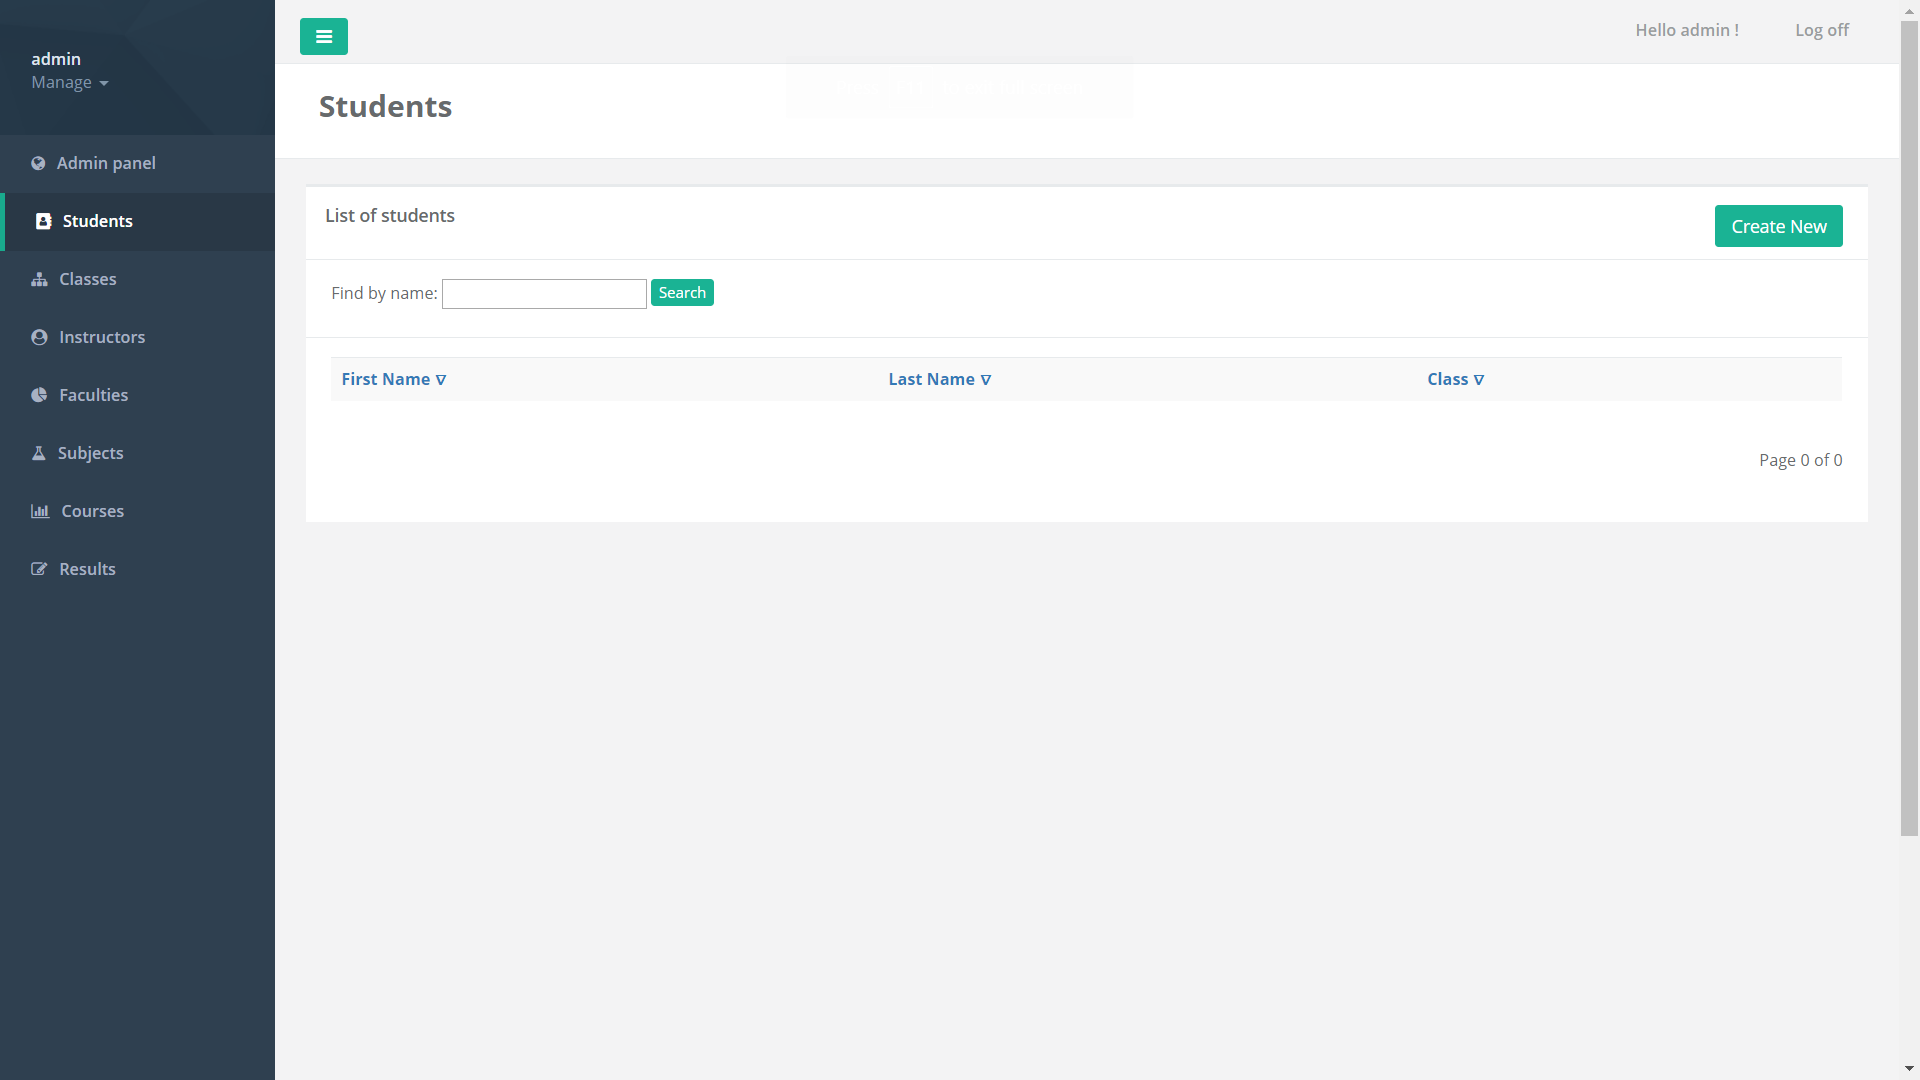 admin
Manage
Admin panel
Students
Classes
Instructors
Faculties
Subjects
Courses
Results
Hello admin !
Log off
Students
List of students
Create New
Find by name:
Search
First Name ∇ Last Name ∇ Class ∇
Page 0 of 0